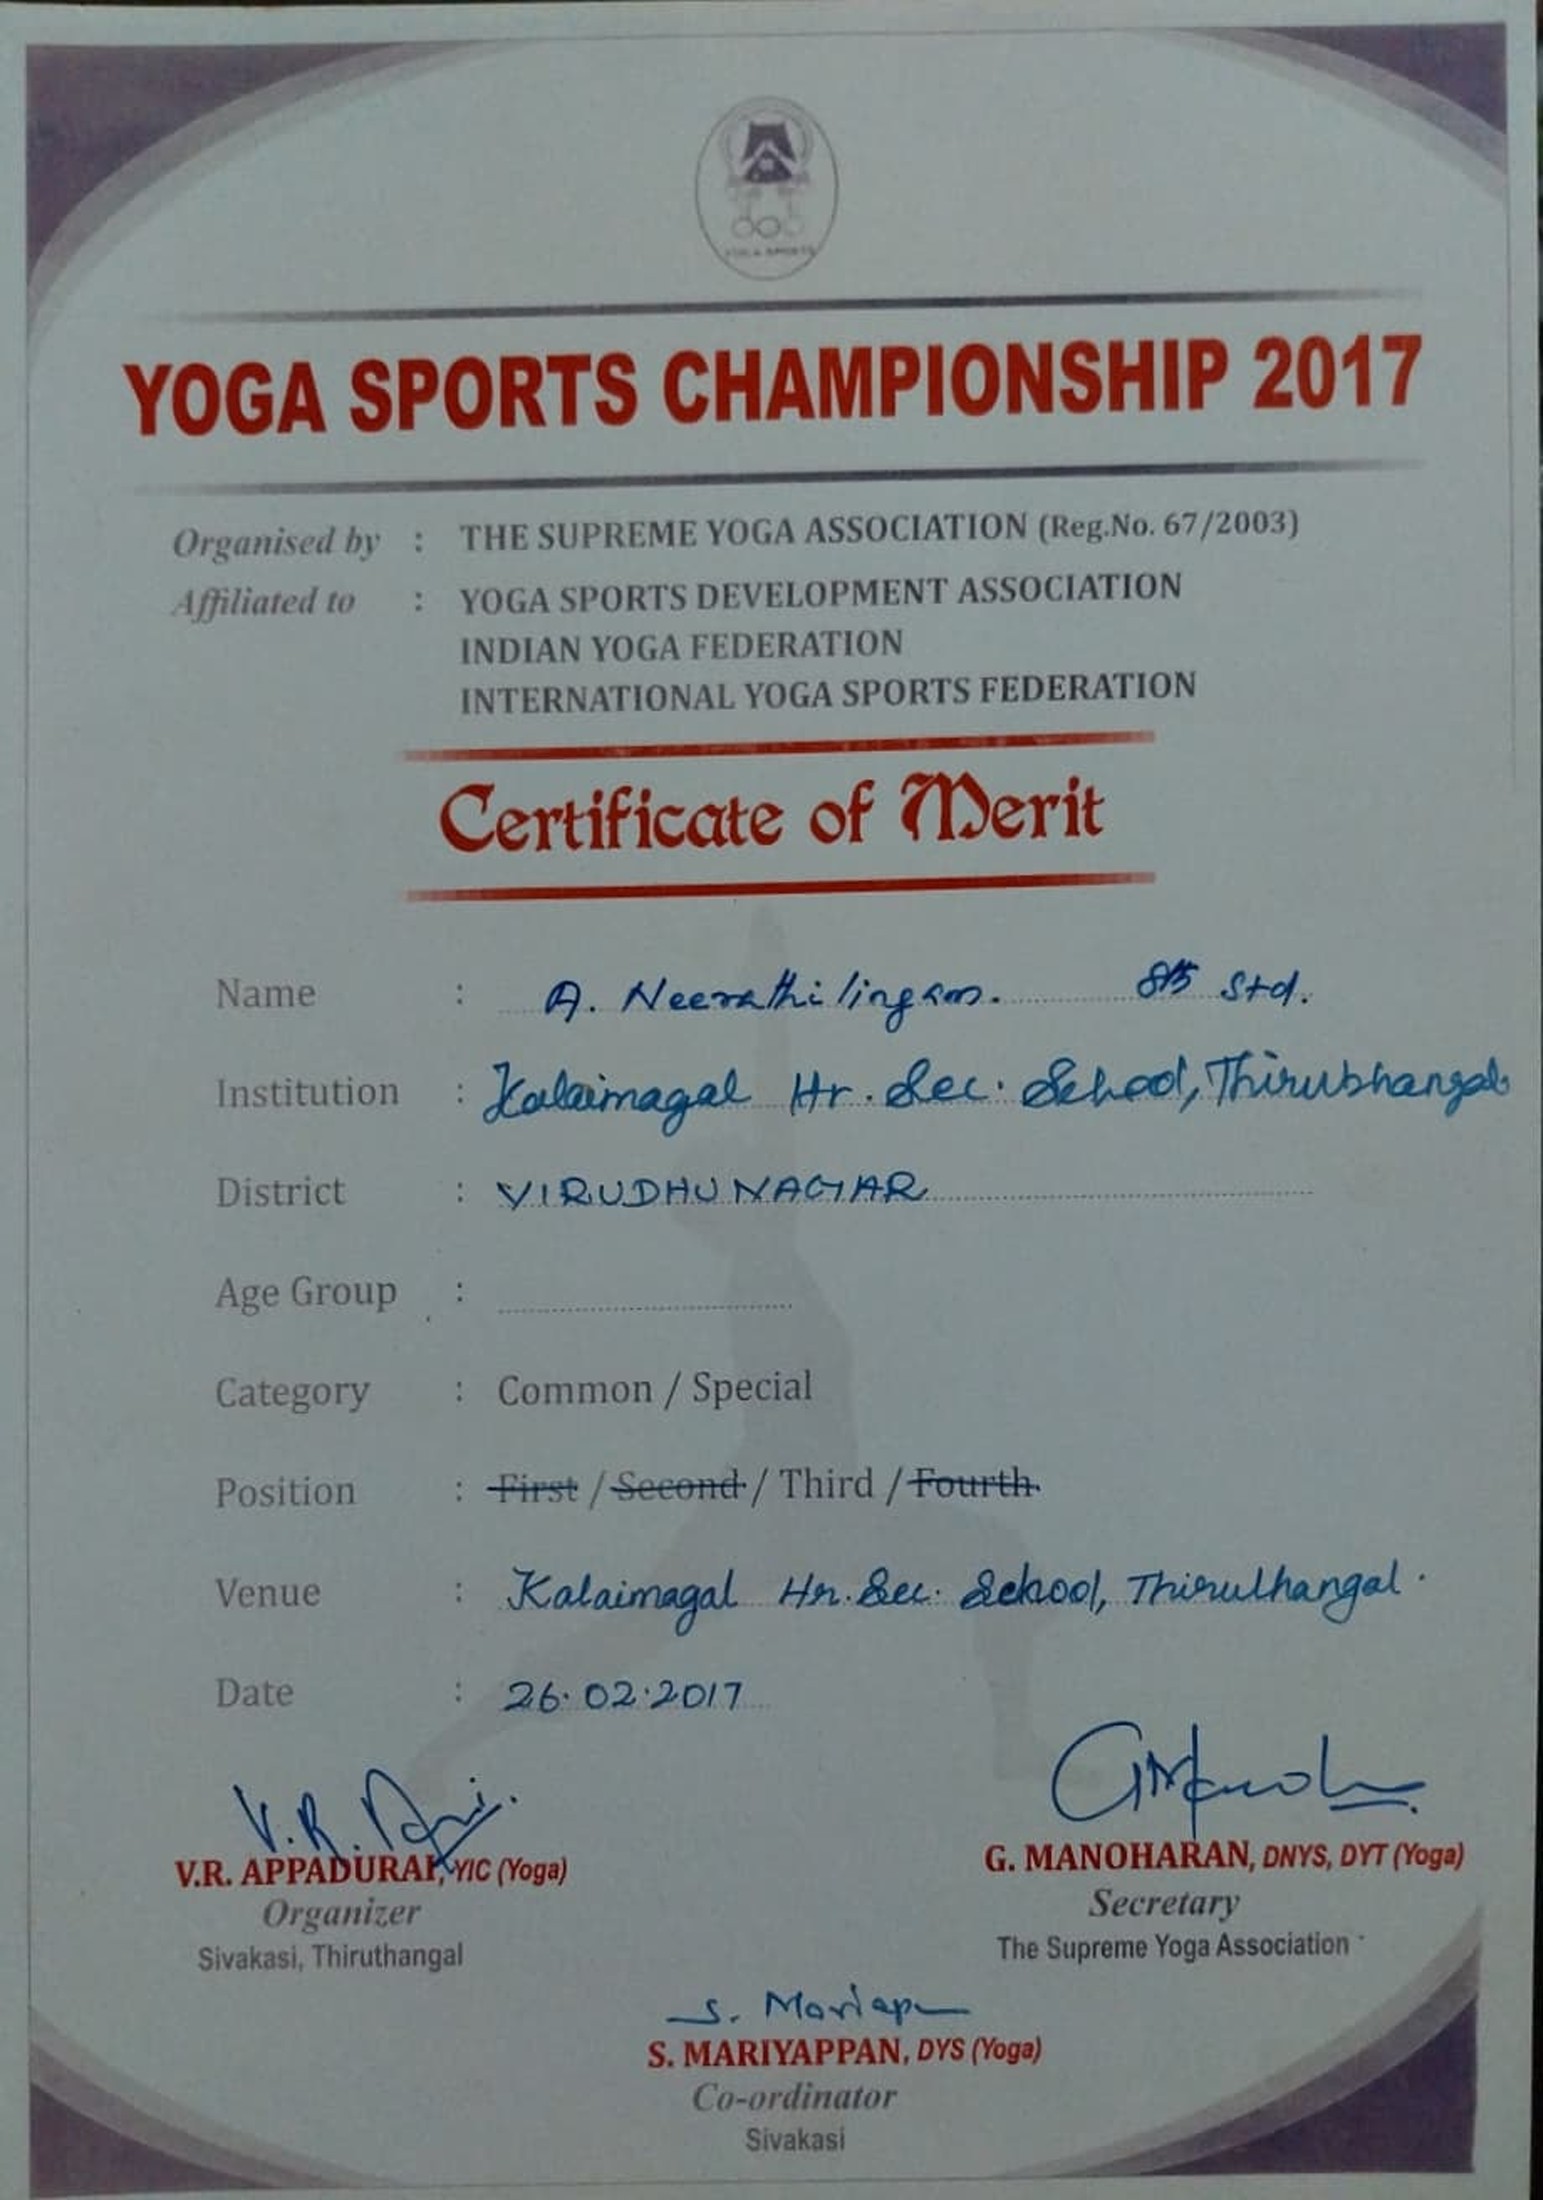 YOGA SPORTS
YOGA SPORTS CHAMPIONSHIP 2017
Organised by : THE SUPREME YOGA ASSOCIATION (Reg.No. 67/2003)
Affiliated to : YOGA SPORTS DEVELOPMENT ASSOCIATION
INDIAN YOGA FEDERATION
INTERNATIONAL YOGA SPORTS FEDERATION
Certificate of Merit
Name : A. Neerathilingam. 8th Std.
Institution : Kalaimagal Hr. Sec. School, Thiruthangal
District : VIRUDHUNAGAR
Age Group :
Category : Common / Special
Position : First / Second / Third / Fourth
Venue : Kalaimagal Hr. Sec. School, Thiruthangal.
Date : 26.02.2017
V.R. APPADURAI, YIC (Yoga)
Organizer
Sivakasi, Thiruthangal
G. MANOHARAN, DNYS, DYT (Yoga)
Secretary
The Supreme Yoga Association
S. Mariap
S. MARIYAPPAN, DYS (Yoga)
Co-ordinator
Sivakasi